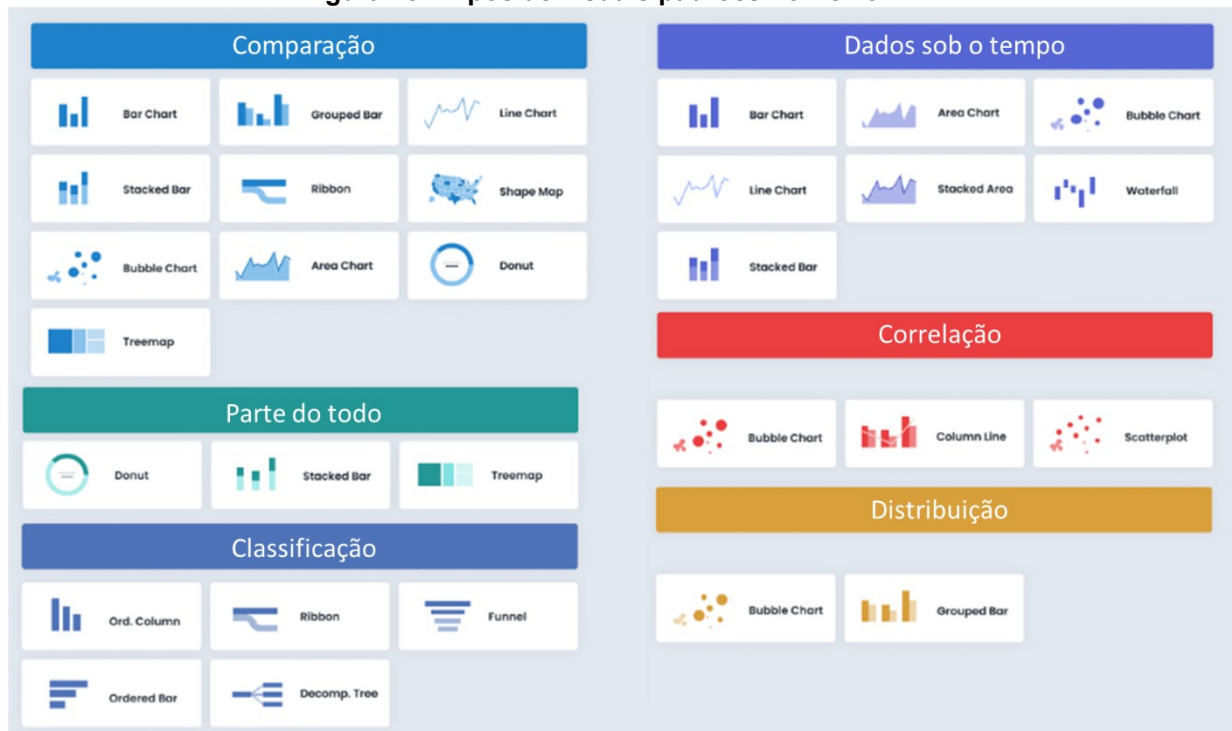 Comparação
Bar Chart
Grouped Bar
Line Chart
Stacked Bar
Ribbon
Shape Map
Bubble Chart
Area Chart
Donut
Treemap
Parte do todo
Donut
Stacked Bar
Treemap
Classificação
Ord. Column
Ribbon
Funnel
Ordered Bar
Decomp. Tree
Dados sob o tempo
Bar Chart
Area Chart
Bubble Chart
Line Chart
Stacked Area
Waterfall
Stacked Bar
Correlação
Bubble Chart
Column Line
Scatterplot
Distribuição
Bubble Chart
Grouped Bar